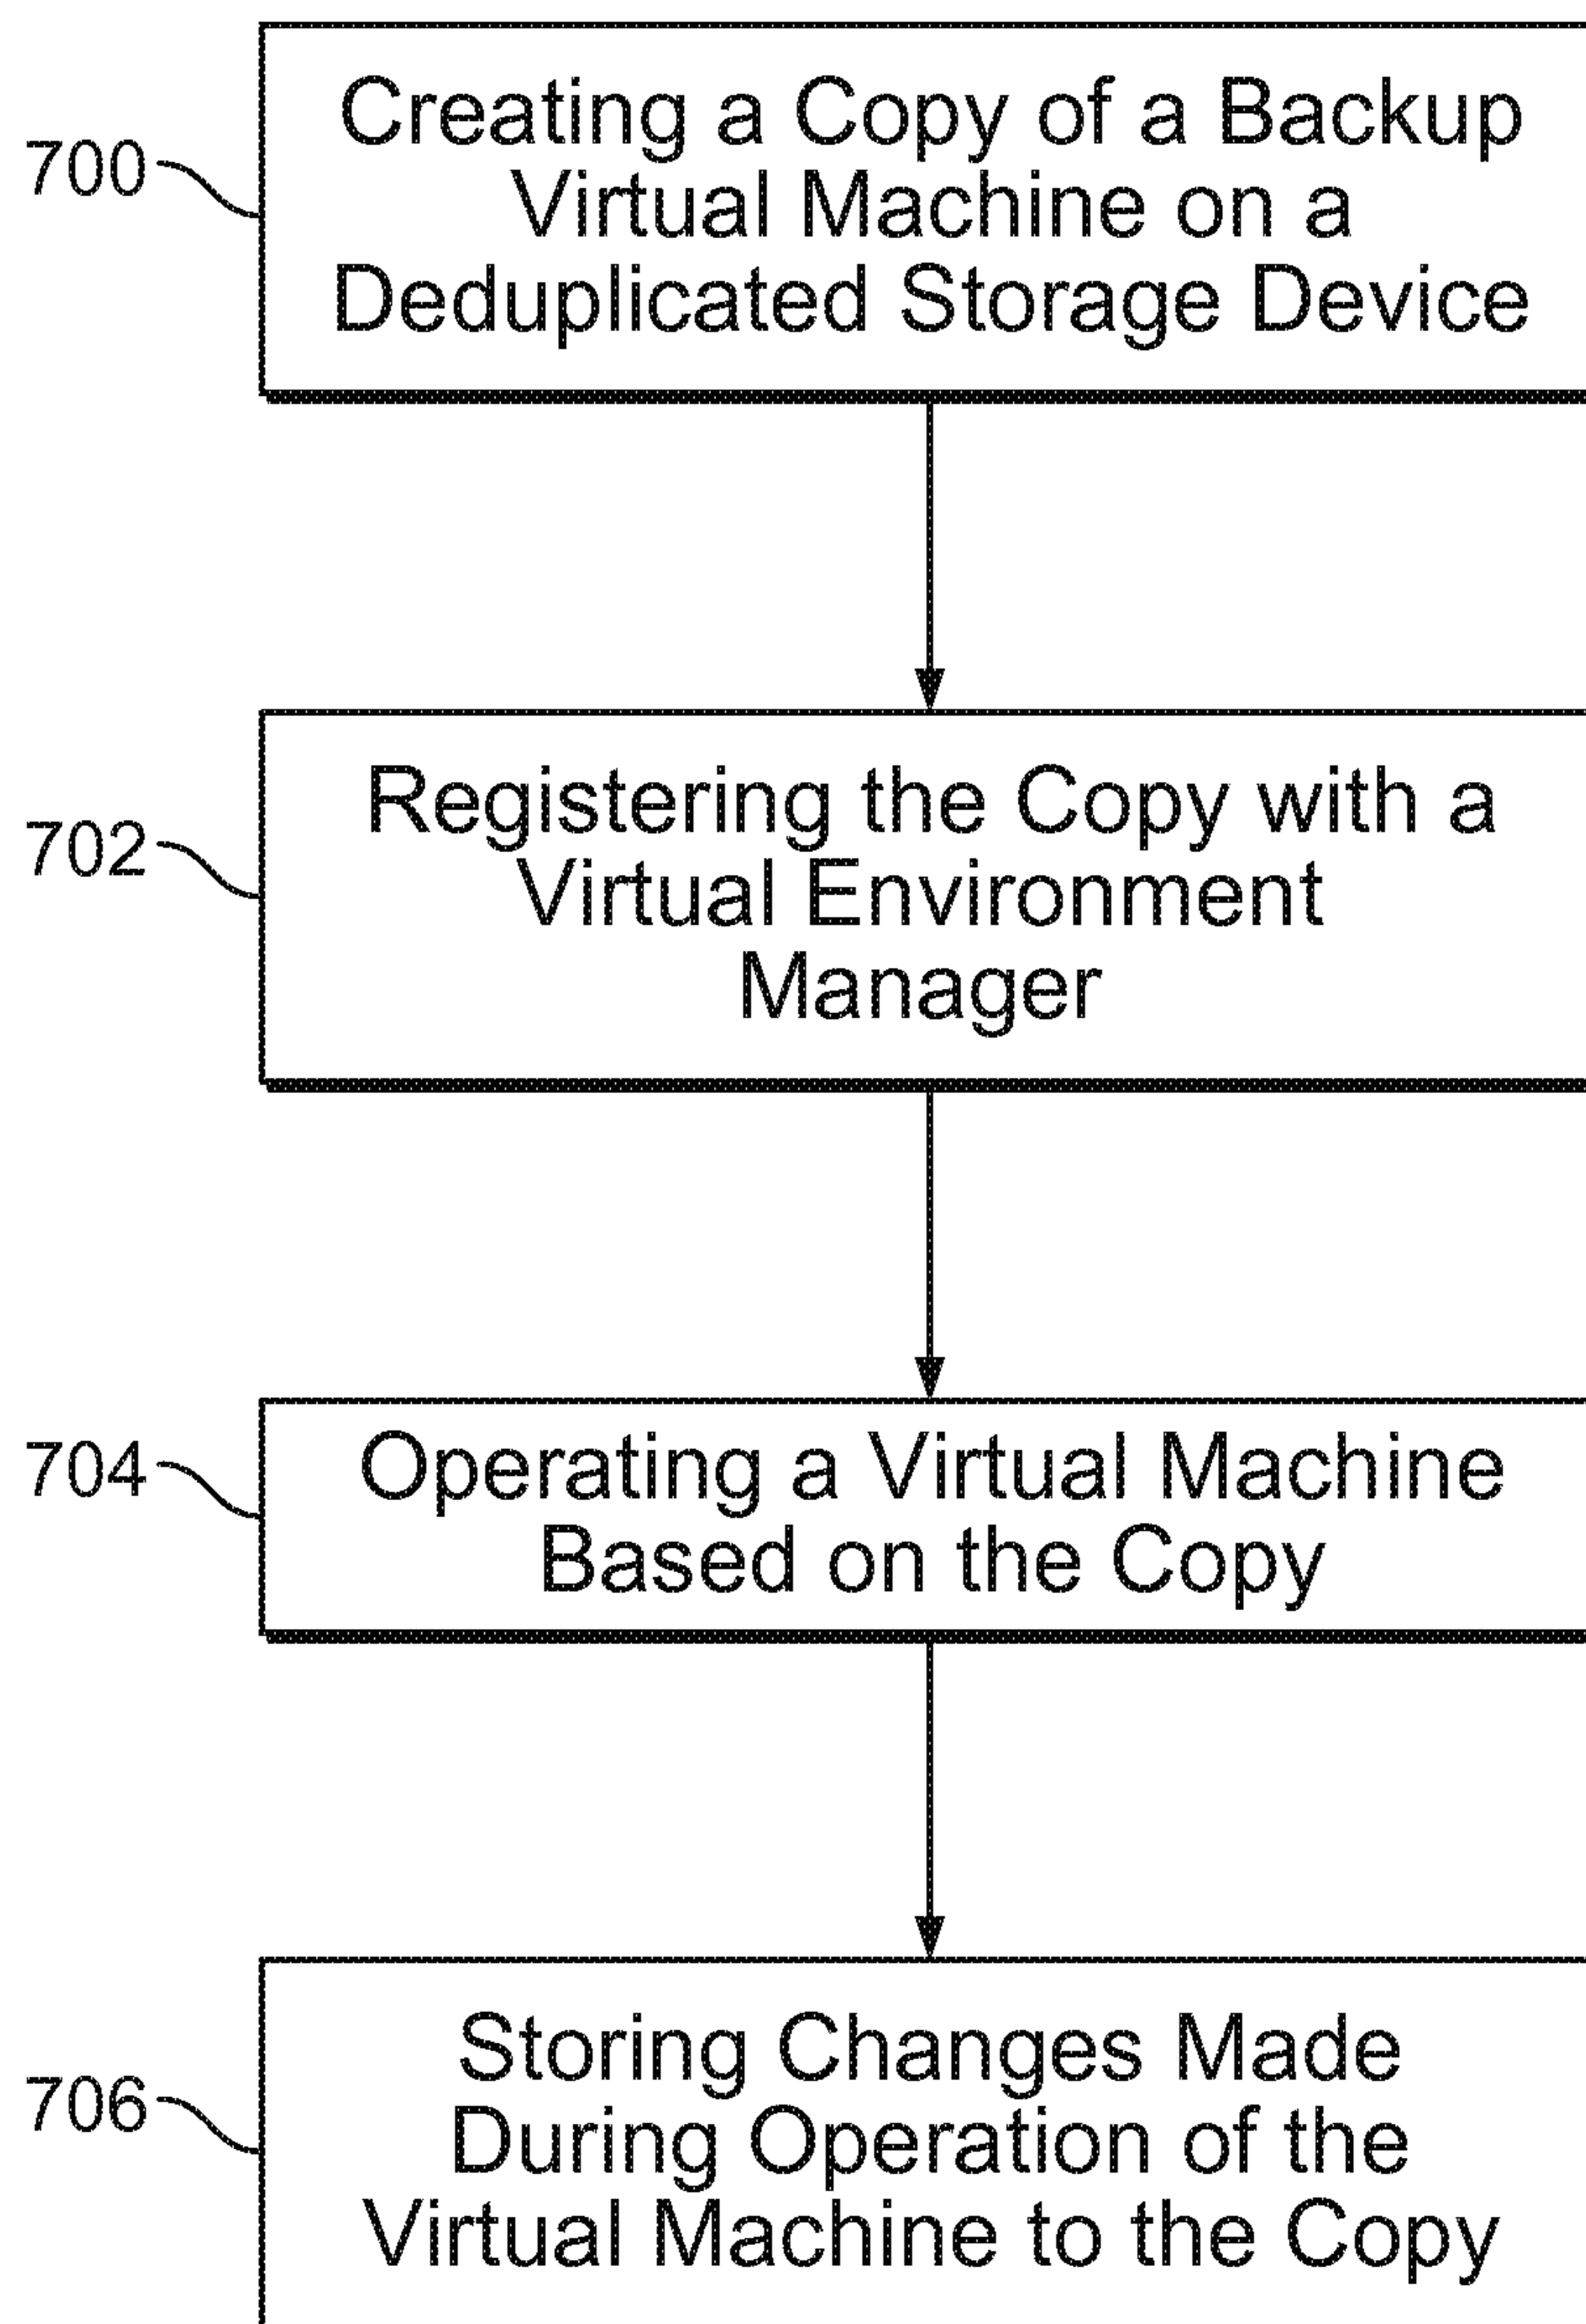 700
Creating a Copy of a Backup
Virtual Machine on a
Deduplicated Storage Device
702
Registering the Copy with a
Virtual Environment
Manager
704
Operating a Virtual Machine
Based on the Copy
706
Storing Changes Made
During Operation of the
Virtual Machine to the Copy